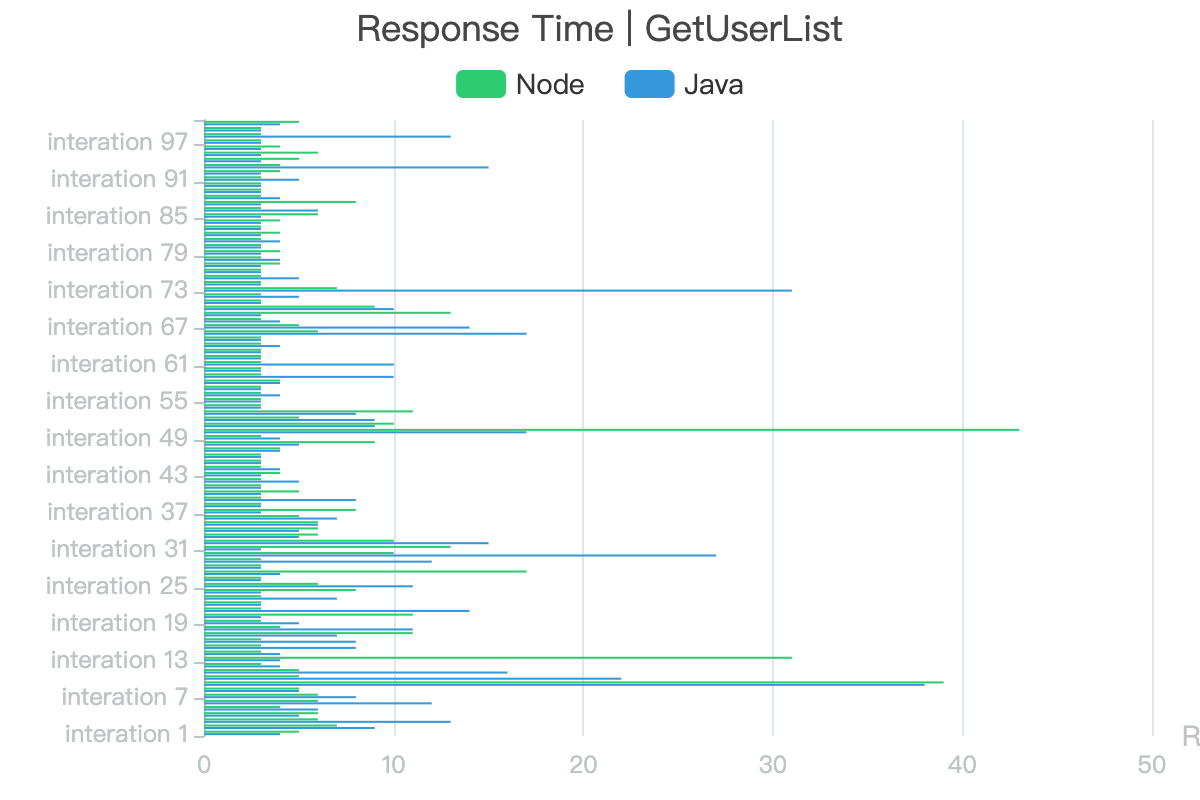 Response Time | GetUserList
Node Java
interation 97
interation 91
interation 85
interation 79
interation 73
interation 67
interation 61
interation 55
interation 49
interation 43
interation 37
interation 31
interation 25
interation 19
interation 13
interation 7
interation 1
R
0 10 20 30 40 50